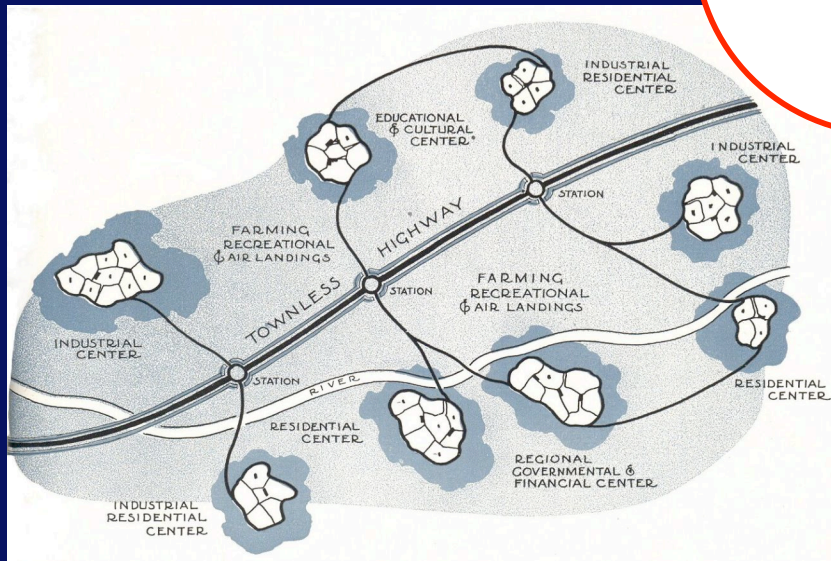 INDUSTRIAL
RESIDENTIAL
CENTER
EDUCATIONAL
& CULTURAL
CENTER
INDUSTRIAL
CENTER
STATION
FARMING
RECREATIONAL
& AIR LANDINGS
TOWNLESS HIGHWAY
STATION
FARMING
RECREATIONAL
& AIR LANDINGS
INDUSTRIAL
CENTER
STATION
RIVER
RESIDENTIAL
CENTER
RESIDENTIAL
CENTER
REGIONAL
GOVERNMENTAL &
FINANCIAL CENTER
INDUSTRIAL
RESIDENTIAL
CENTER